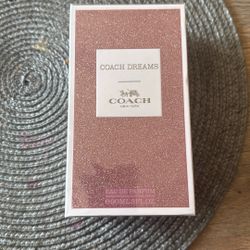 COACH DREAMS
COACH
NEW YORK
EAU DE PARFUM